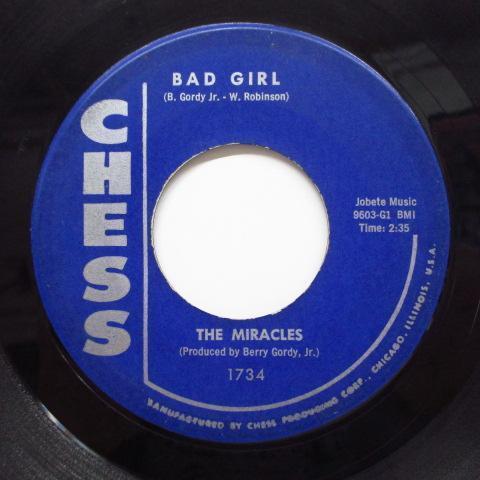 BAD GIRL
(B. Gordy Jr. - W. Robinson)
CHESS
Jobete Music
9603-G1 BMI
Time: 2:35
THE MIRACLES
(Produced by Berry Gordy, Jr.)
1734
MANUFACTURED BY CHESS PRODUCING CORP., CHICAGO, ILLINOIS, U.S.A.